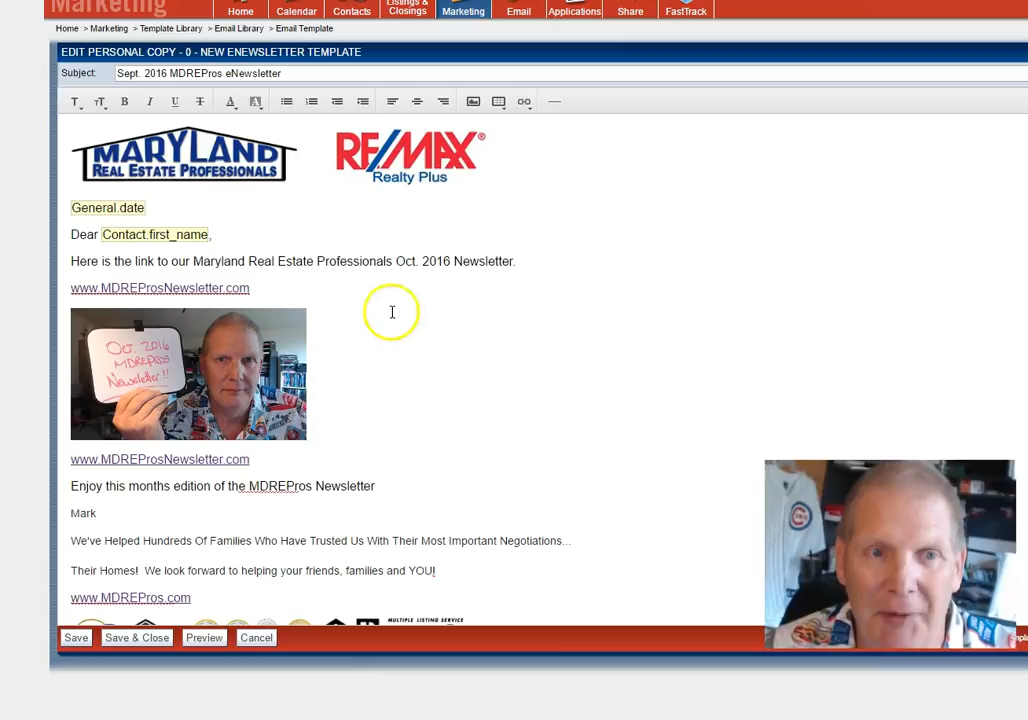 Marketing
Home
Calendar
Contacts
Listings &
Closings
Marketing
Email
Applications
Share
FastTrack
Home > Marketing > Template Library > Email Library > Email Template
EDIT PERSONAL COPY - 0 - NEW ENEWSLETTER TEMPLATE
Subject: Sept. 2016 MDREPros eNewsletter
T TT B I U T A A
MARYLAND
REAL ESTATE PROFESSIONALS
RE/MAX®
Realty Plus
General.date
Dear Contact.first_name,
Here is the link to our Maryland Real Estate Professionals Oct. 2016 Newsletter.
www.MDREProsNewsletter.com
Oct. 2016
MDREPROS
Newsletter!!
www.MDREProsNewsletter.com
Enjoy this months edition of the MDREPros Newsletter
Mark
We've Helped Hundreds Of Families Who Have Trusted Us With Their Most Important Negotiations...
Their Homes! We look forward to helping your friends, families and YOU!
www.MDREPros.com
MULTIPLE LISTING SERVICE
Save
Save & Close
Preview
Cancel